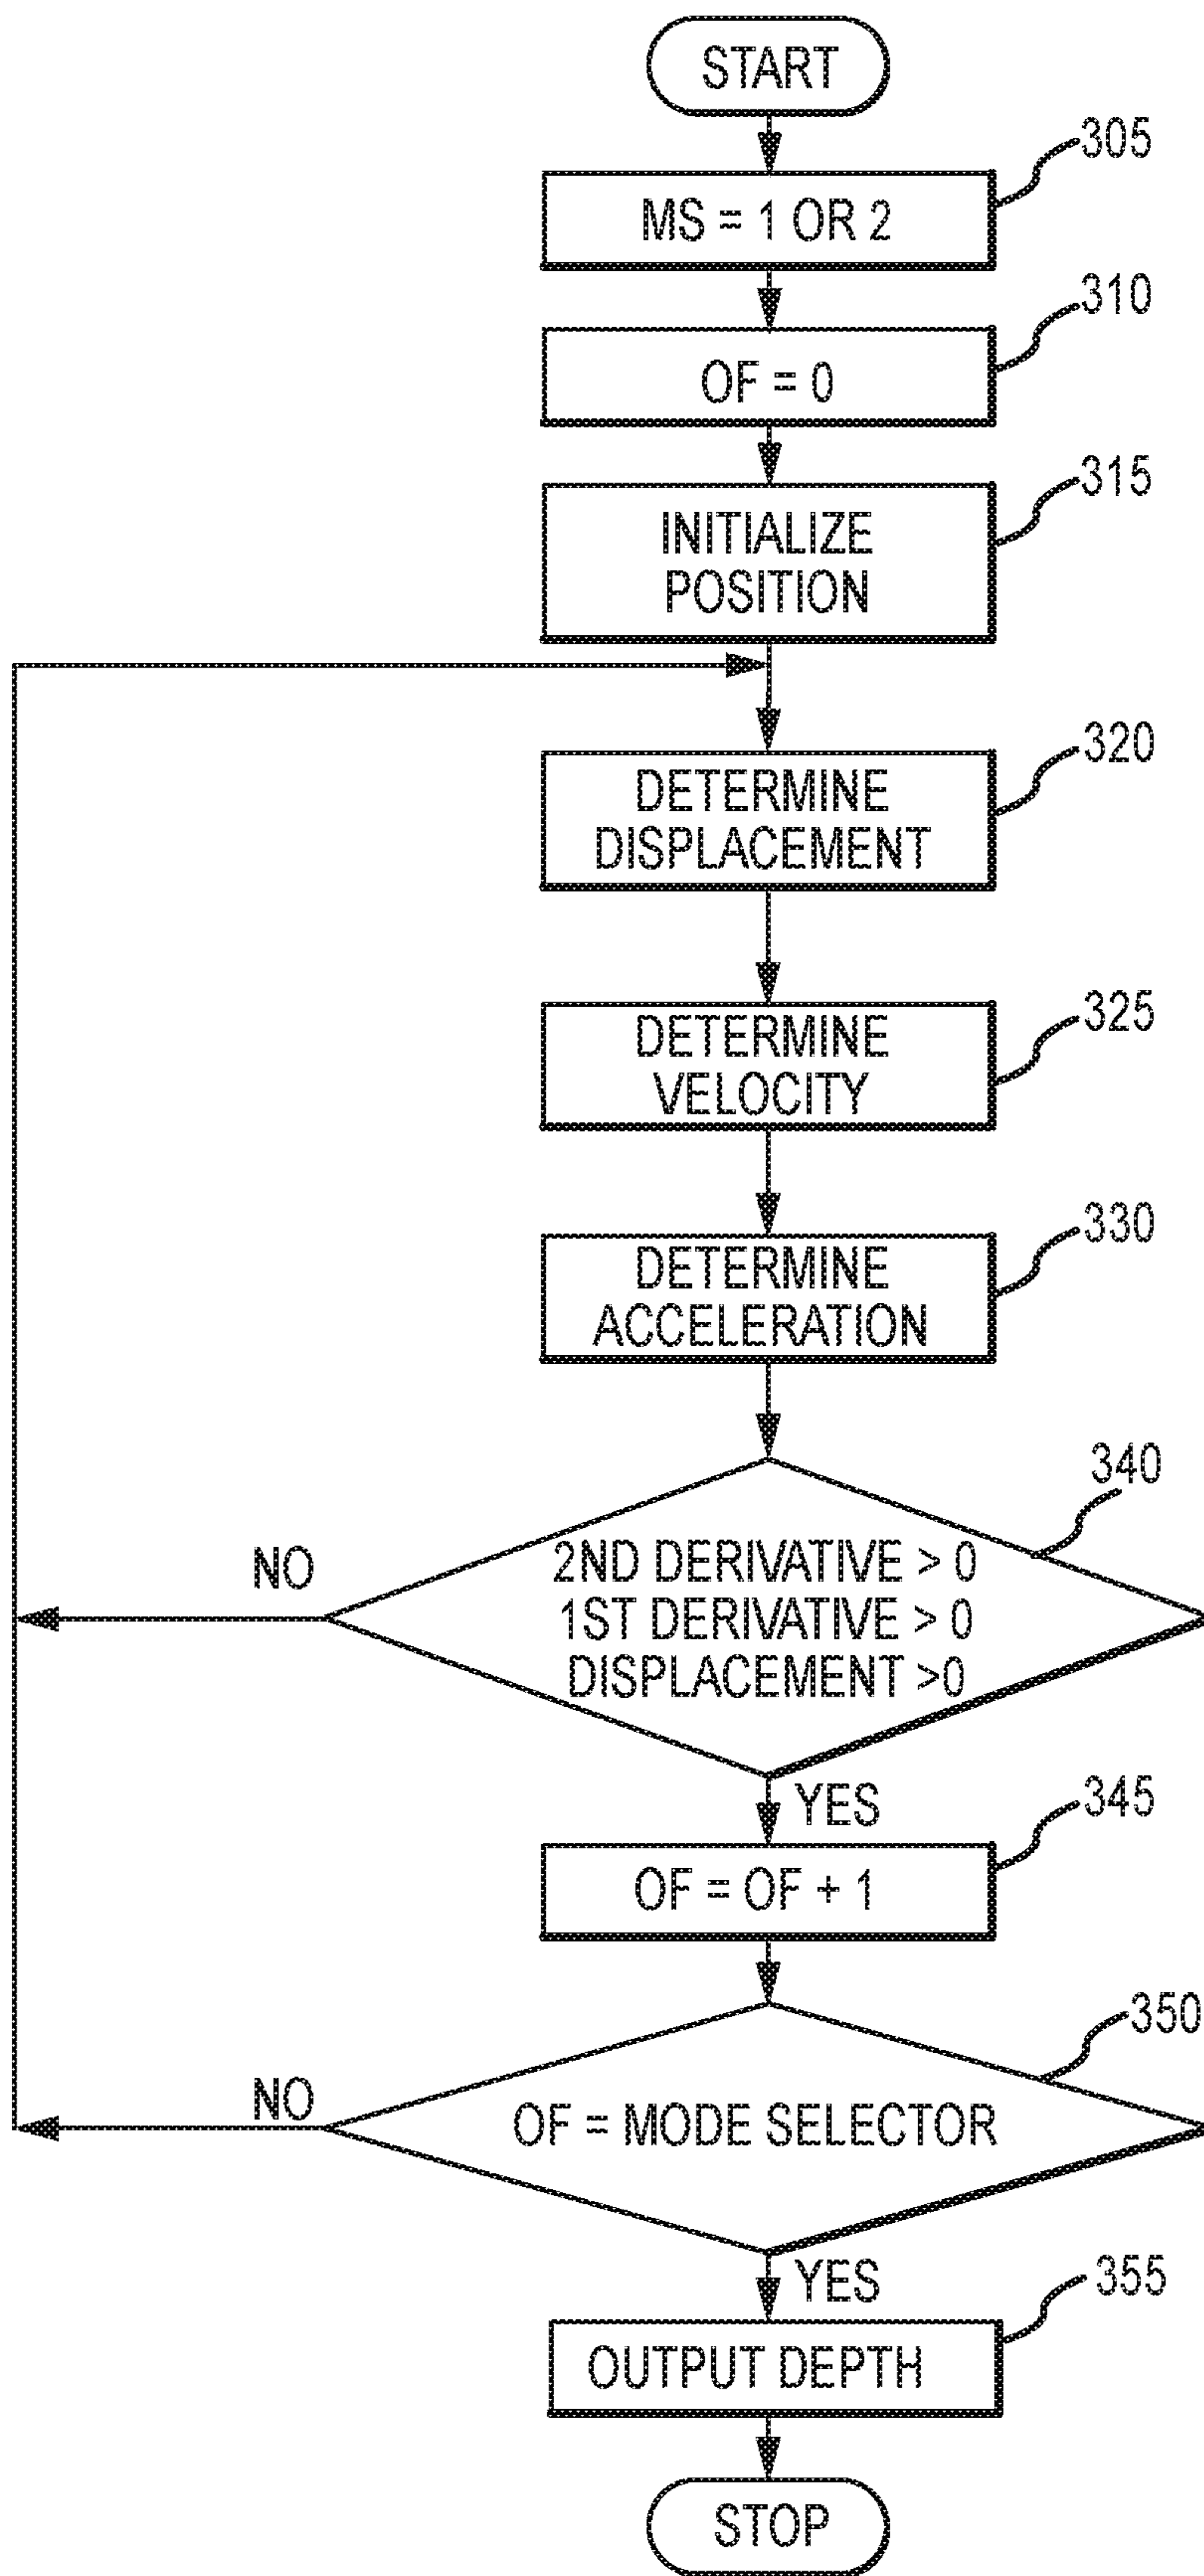 START
305
MS = 1 OR 2
310
OF = 0
315
INITIALIZE
POSITION
320
DETERMINE
DISPLACEMENT
325
DETERMINE
VELOCITY
330
DETERMINE
ACCELERATION
340
NO
2ND DERIVATIVE > 0
1ST DERIVATIVE > 0
DISPLACEMENT >0
YES
345
OF = OF + 1
350
NO
OF = MODE SELECTOR
YES
355
OUTPUT DEPTH
STOP